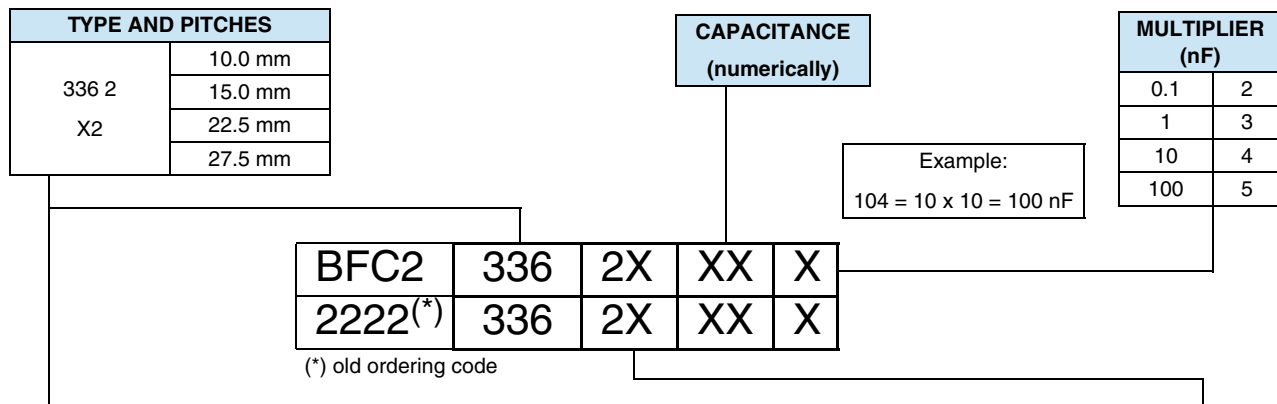 TYPE AND PITCHES
336 2
X2
10.0 mm
15.0 mm
22.5 mm
27.5 mm
CAPACITANCE
(numerically)
MULTIPLIER
(nF)
0.1 2
1 3
10 4
100 5
Example:
104 = 10 x 10 = 100 nF
BFC2 336 2X XX X
2222(*) 336 2X XX X
(*) old ordering code